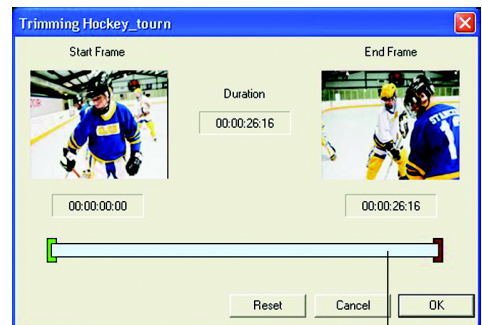 Trimming Hockey_tourn
Start Frame
End Frame
Duration
00:00:26:16
00:00:00:00
00:00:26:16
Reset
Cancel
OK